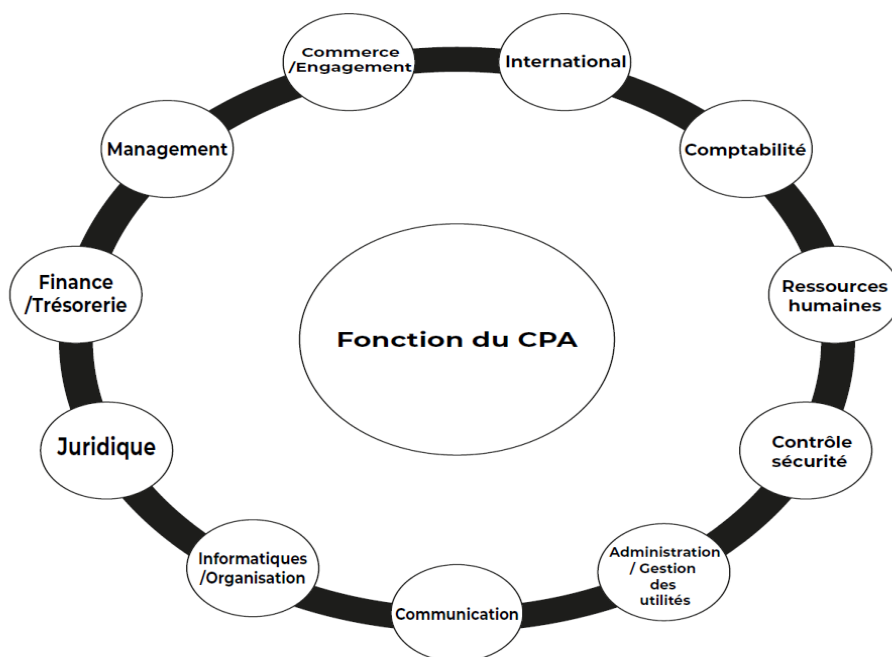 Commerce
/Engagement
International
Management
Comptabilité
Finance
/Trésorerie
Ressources
humaines
Fonction du CPA
Juridique
Contrôle
sécurité
Informatiques
/Organisation
Administration
/ Gestion
des
utilités
Communication